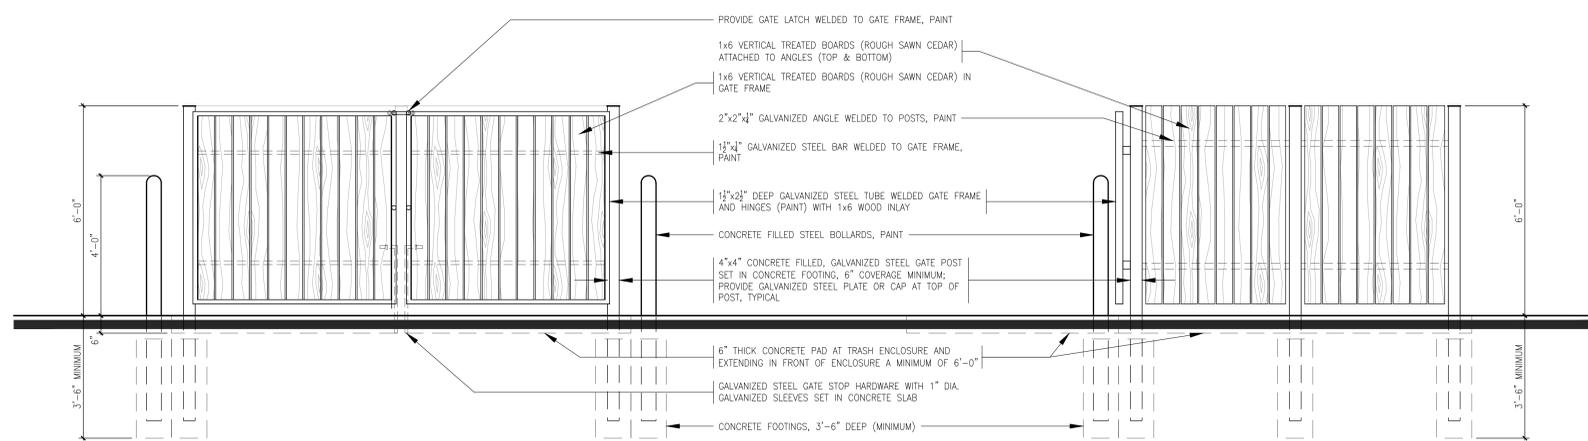 PROVIDE GATE LATCH WELDED TO GATE FRAME, PAINT
1x6 VERTICAL TREATED BOARDS (ROUGH SAWN CEDAR)
ATTACHED TO ANGLES (TOP & BOTTOM)
1x6 VERTICAL TREATED BOARDS (ROUGH SAWN CEDAR) IN
GATE FRAME
2"x2"x¼" GALVANIZED ANGLE WELDED TO POSTS, PAINT
1½"x¼" GALVANIZED STEEL BAR WELDED TO GATE FRAME,
PAINT
1½"x2½" DEEP GALVANIZED STEEL TUBE WELDED GATE FRAME
AND HINGES (PAINT) WITH 1x6 WOOD INLAY
CONCRETE FILLED STEEL BOLLARDS, PAINT
4"x4" CONCRETE FILLED, GALVANIZED STEEL GATE POST
SET IN CONCRETE FOOTING, 6" COVERAGE MINIMUM;
PROVIDE GALVANIZED STEEL PLATE OR CAP AT TOP OF
POST, TYPICAL
6" THICK CONCRETE PAD AT TRASH ENCLOSURE AND
EXTENDING IN FRONT OF ENCLOSURE A MINIMUM OF 6'-0"
GALVANIZED STEEL GATE STOP HARDWARE WITH 1" DIA.
GALVANIZED SLEEVES SET IN CONCRETE SLAB
CONCRETE FOOTINGS, 3'-6" DEEP (MINIMUM)
6'-0"
4'-0"
6"
3'-6" MINIMUM
6'-0"
3'-6" MINIMUM